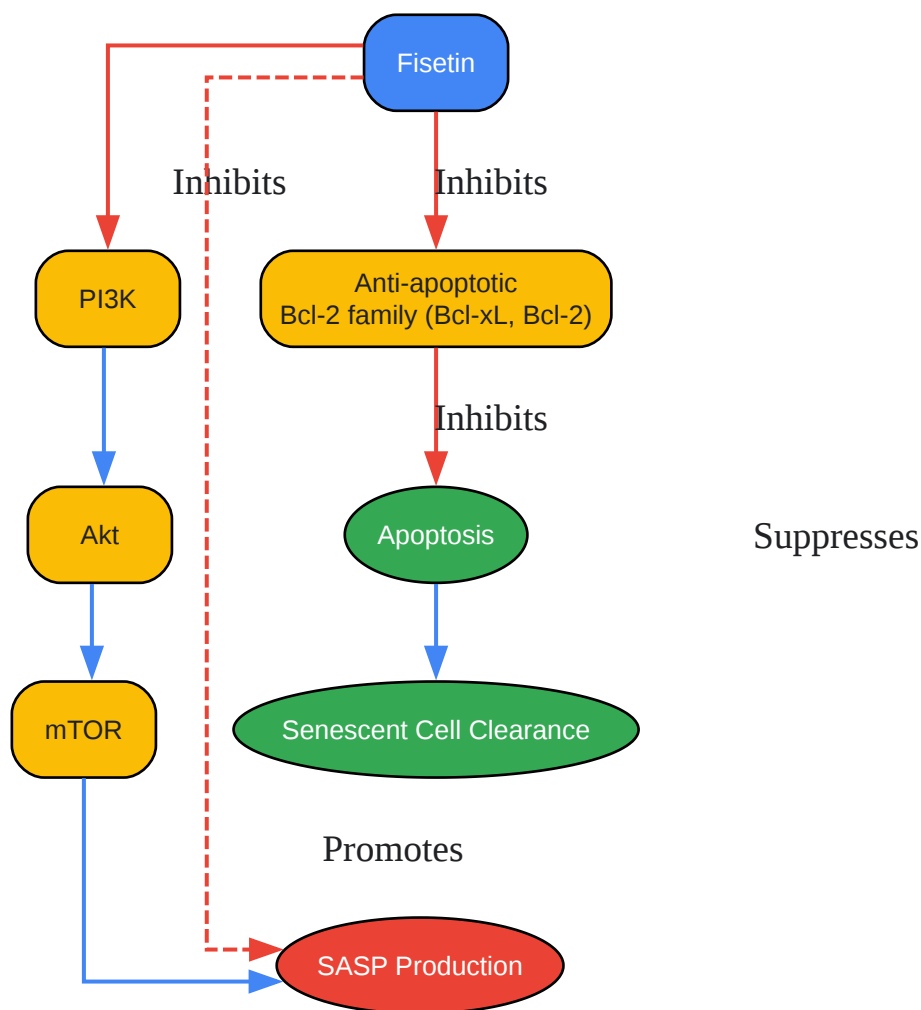 Fisetin
Inhibits
Inhibits
PI3K
Anti-apoptotic
Bcl-2 family (Bcl-xL, Bcl-2)
Inhibits
Akt
Apoptosis
Suppresses
mTOR
Senescent Cell Clearance
Promotes
SASP Production